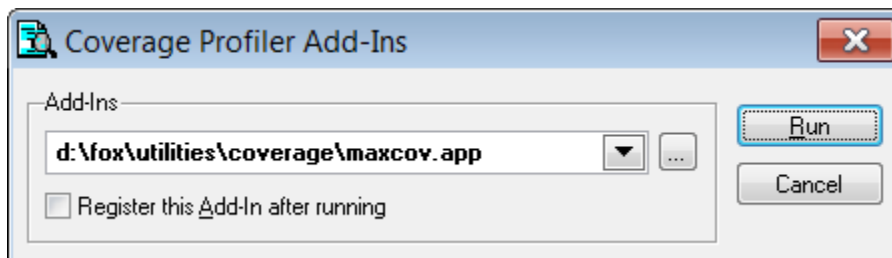 Coverage Profiler Add-Ins
Add-Ins
d:\fox\utilities\coverage\maxcov.app
...
Register this Add-In after running
Run
Cancel